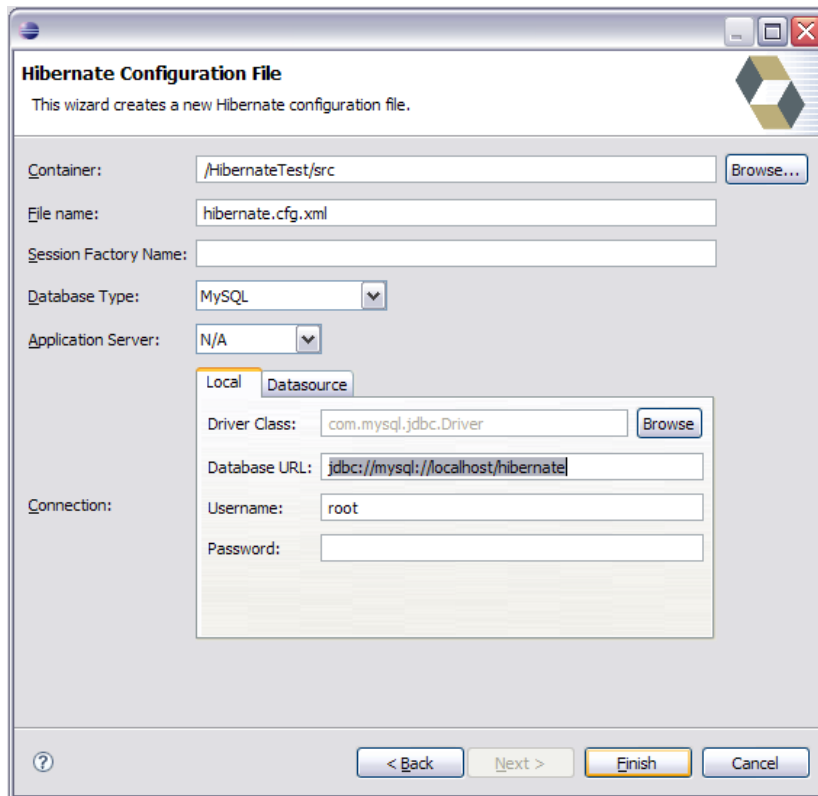 Hibernate Configuration File
This wizard creates a new Hibernate configuration file.
Container: /HibernateTest/src Browse...
File name: hibernate.cfg.xml
Session Factory Name:
Database Type: MySQL
Application Server: N/A
Local Datasource
Driver Class: com.mysql.jdbc.Driver Browse
Database URL: jdbc://mysql://localhost/hibernate
Connection: Username: root
Password:
? < Back Next > Finish Cancel